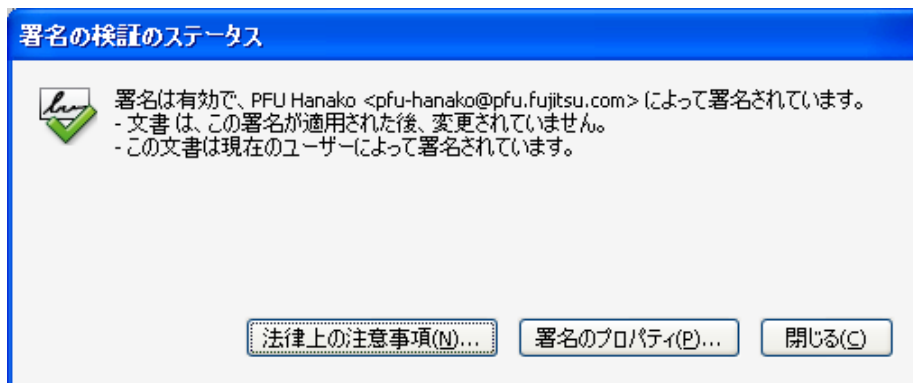 署名の検証のステータス
署名は有効で、PFU Hanako <pfu-hanako@pfu.fujitsu.com> によって署名されています。
- 文書 は、この署名が適用された後、変更されていません。
- この文書は現在のユーザーによって署名されています。
法律上の注意事項(N)... 署名のプロパティ(P)... 閉じる(C)